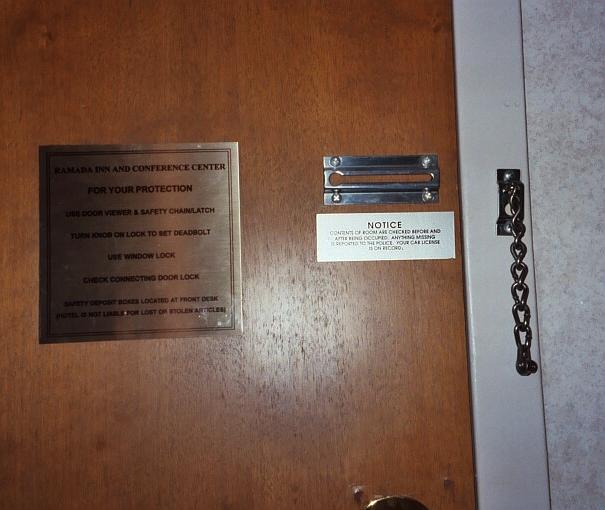 RAMADA INN AND CONFERENCE CENTER
FOR YOUR PROTECTION
USE DOOR VIEWER & SAFETY CHAIN/LATCH
TURN KNOB ON LOCK TO SET DEADBOLT
USE WINDOW LOCK
CHECK CONNECTING DOOR LOCK
SAFETY DEPOSIT BOXES LOCATED AT FRONT DESK
(HOTEL IS NOT LIABLE FOR LOST OR STOLEN ARTICLES)
NOTICE
CONTENTS OF ROOM ARE CHECKED BEFORE AND
AFTER BEING OCCUPIED. ANYTHING MISSING
IS REPORTED TO THE POLICE. YOUR CAR LICENSE
IS ON RECORD.